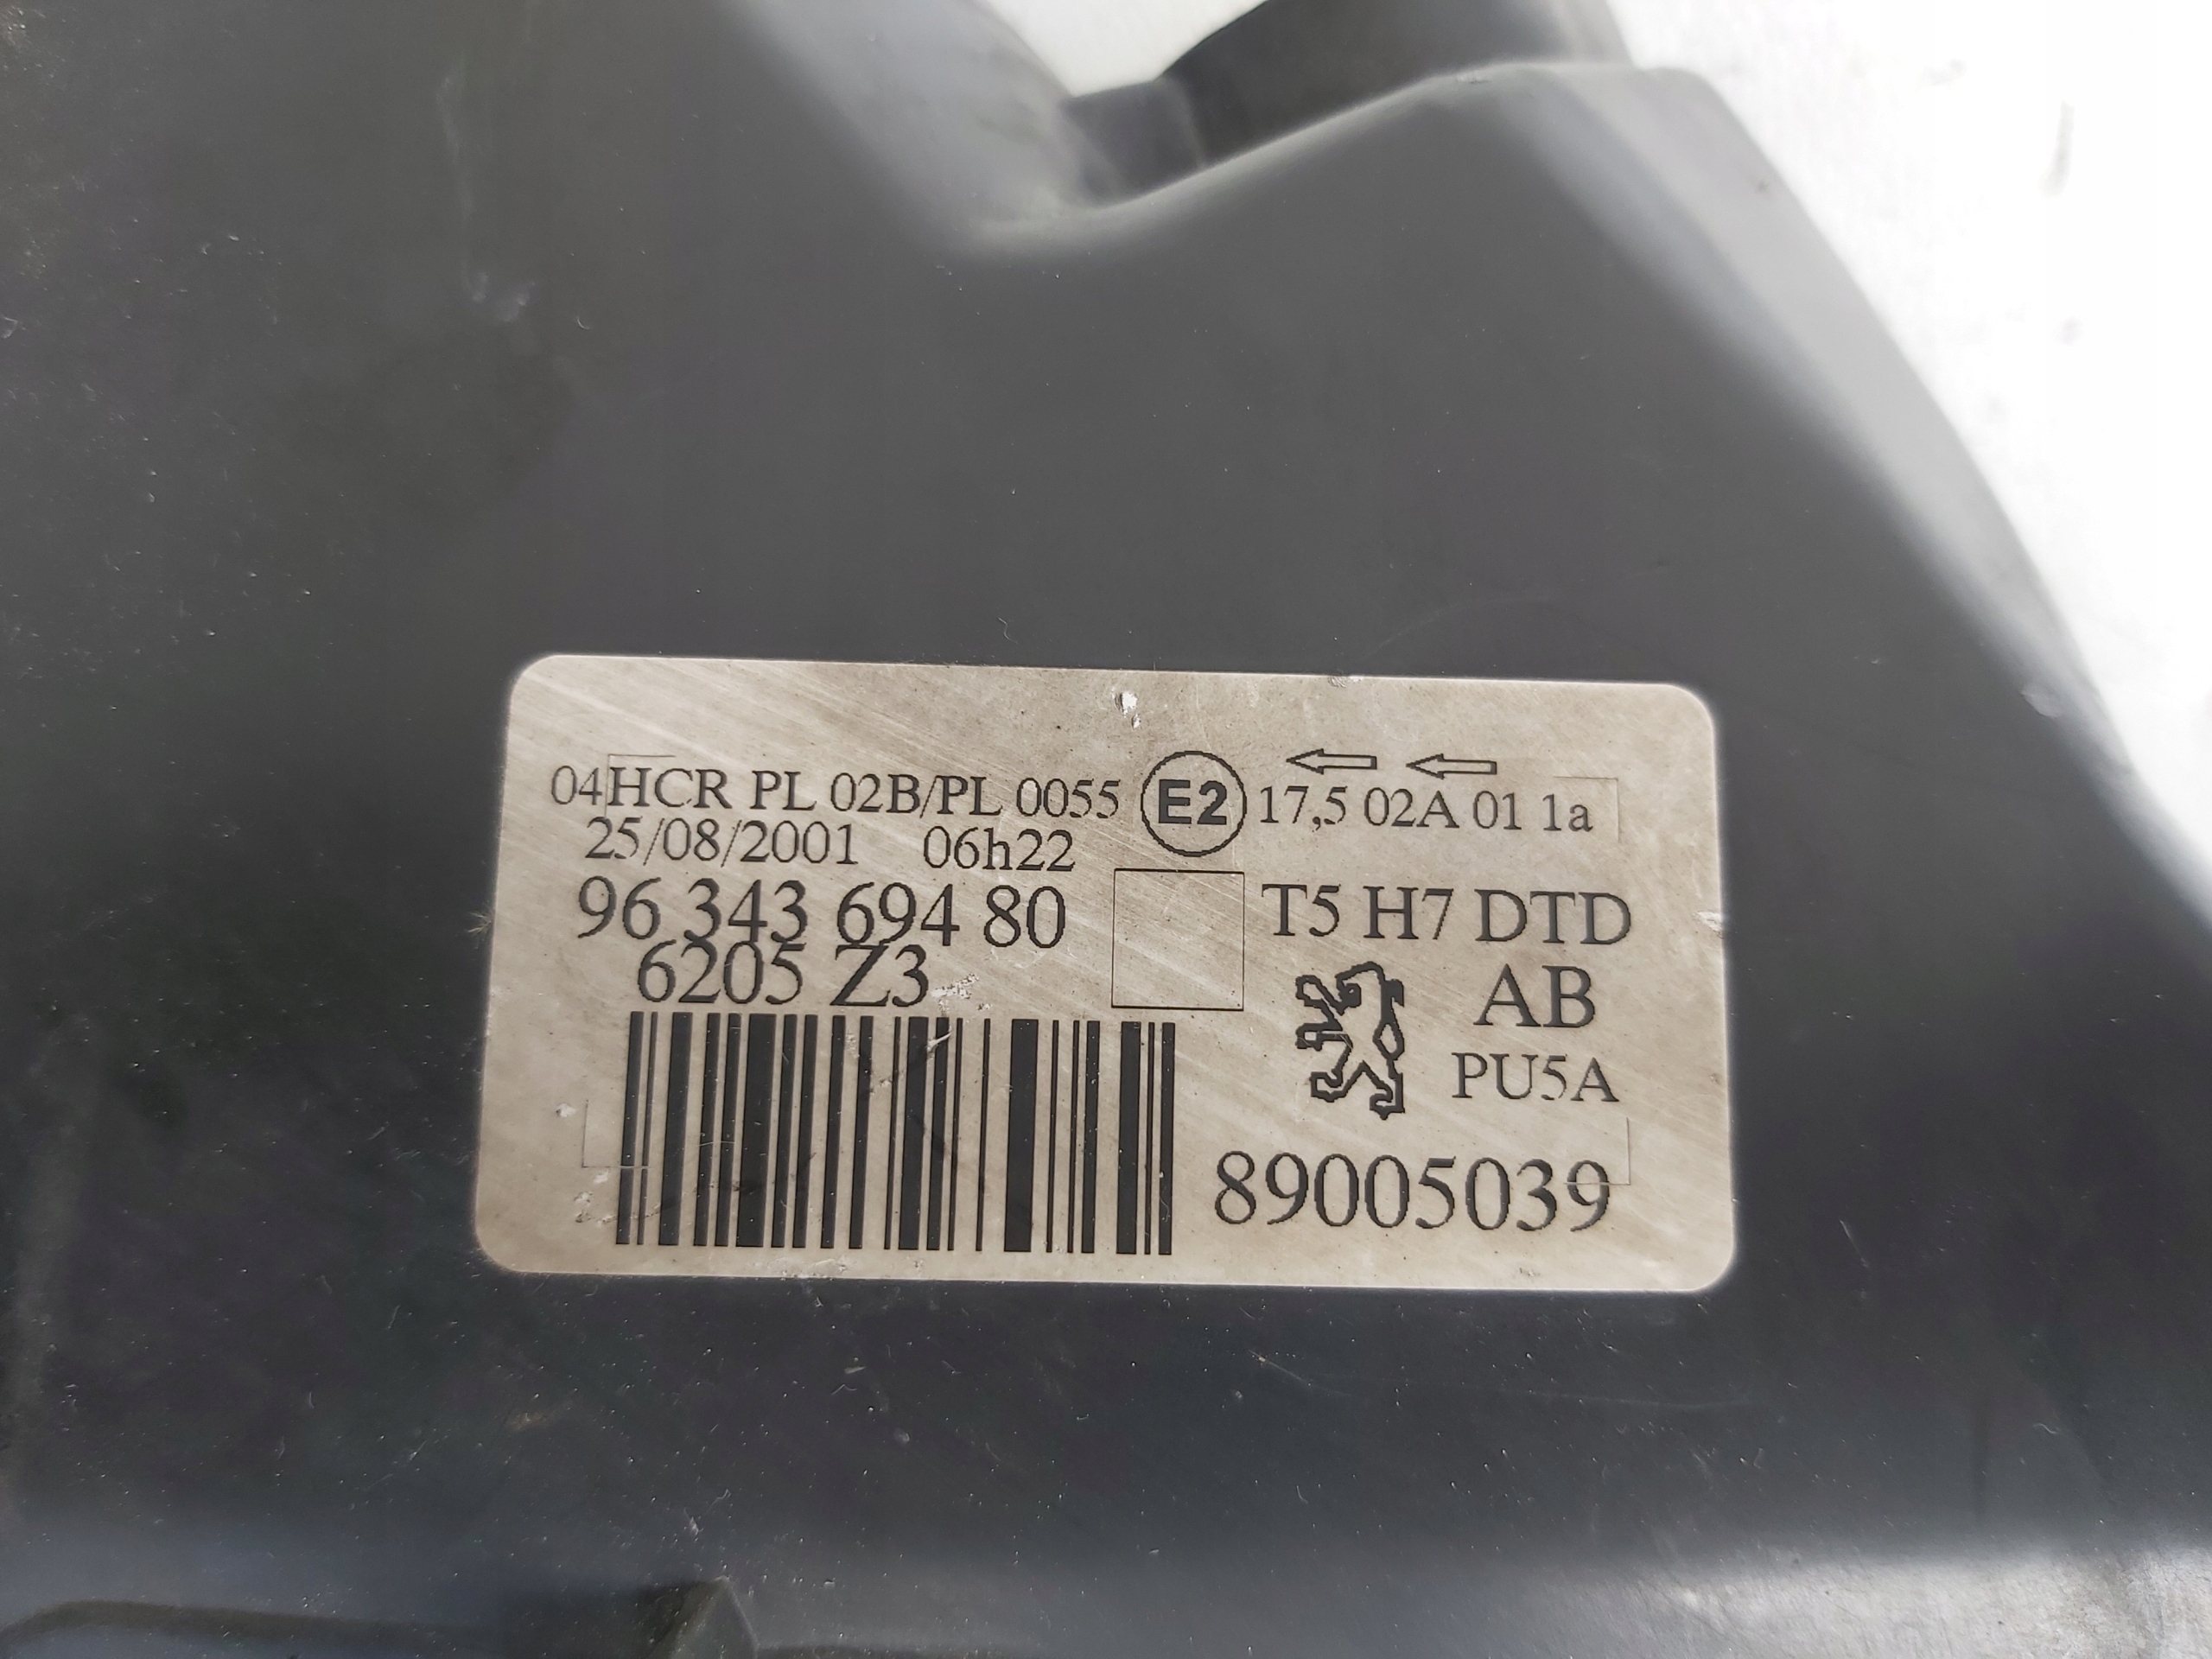 04HCR PL 02B/PL 0055 E2 17,5 02A 01 1a
25/08/2001 06h22
96 343 694 80
6205 Z3
T5 H7 DTD
AB
PU5A
89005039